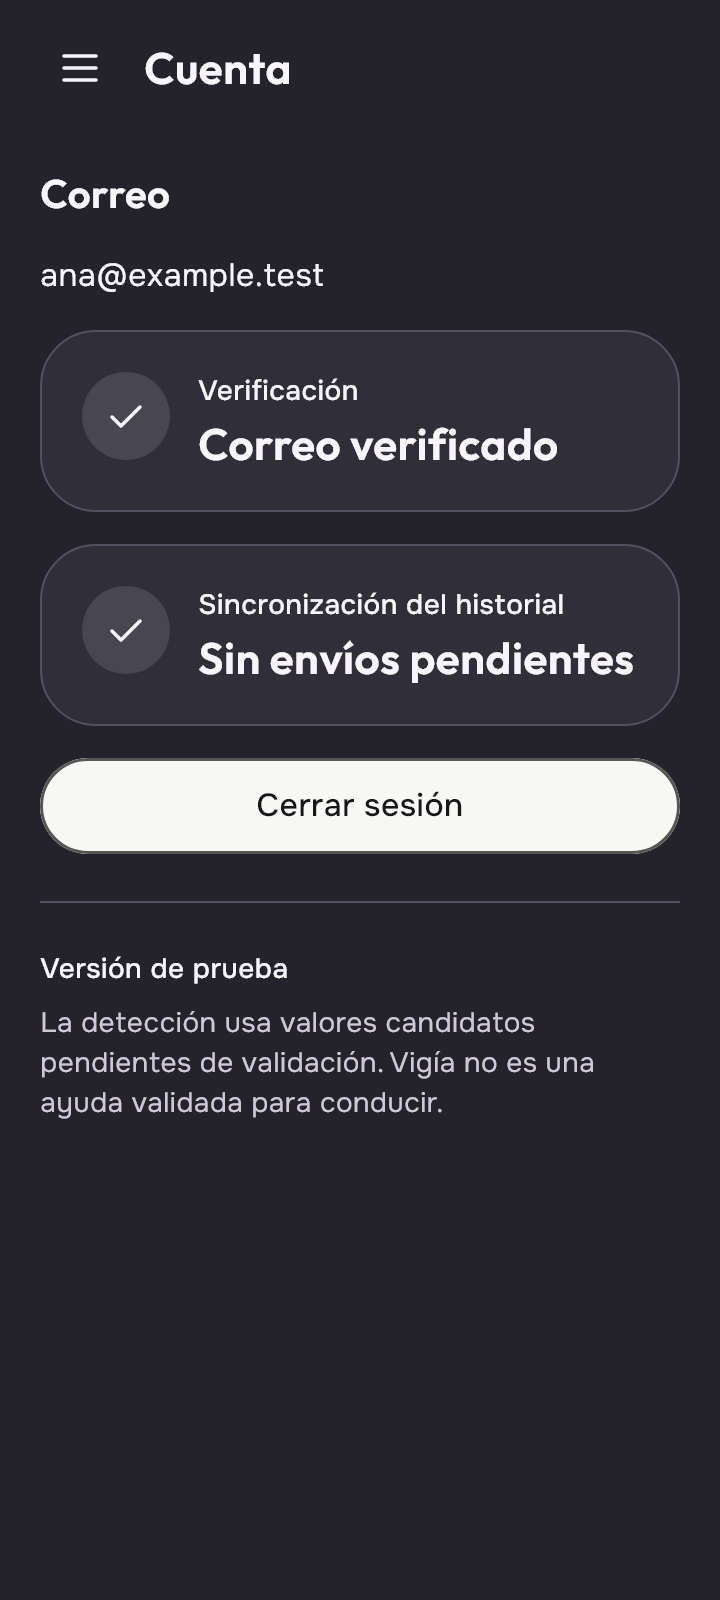 Cuenta
Correo
ana@example.test
Verificación
Correo verificado
Sincronización del historial
Sin envíos pendientes
Cerrar sesión
Versión de prueba
La detección usa valores candidatos
pendientes de validación. Vigía no es una
ayuda validada para conducir.